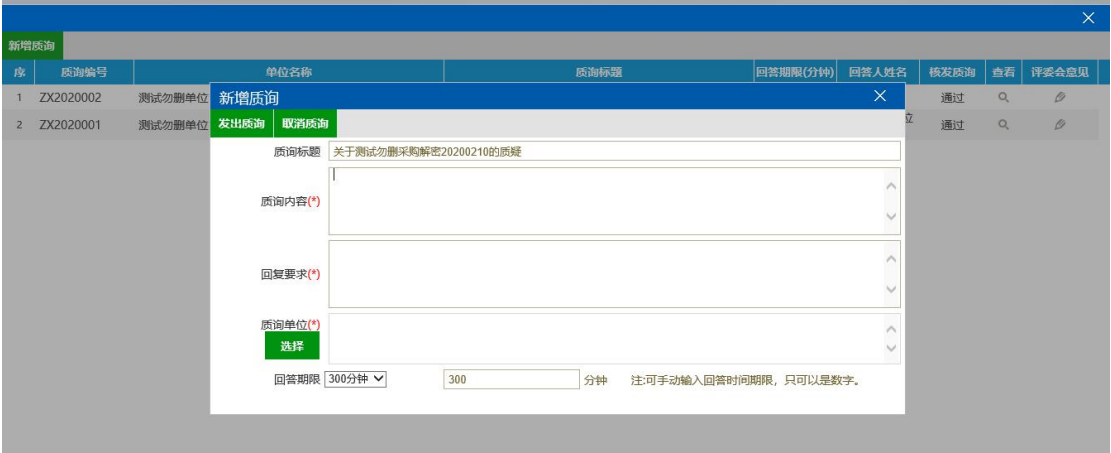 新增质询
序 质询编号 单位名称 质询标题 回答期限(分钟) 回答人姓名 核发质询 查看 评委会意见
1 ZX2020002 测试勿删单位 通过
2 ZX2020001 测试勿删单位 位 通过
新增质询
发出质询 取消质询
质询标题 关于测试勿删采购解密20200210的质疑
质询内容(*)
回复要求(*)
质询单位(*)
选择
回答期限 300分钟 300 分钟 注:可手动输入回答时间期限，只可以是数字。